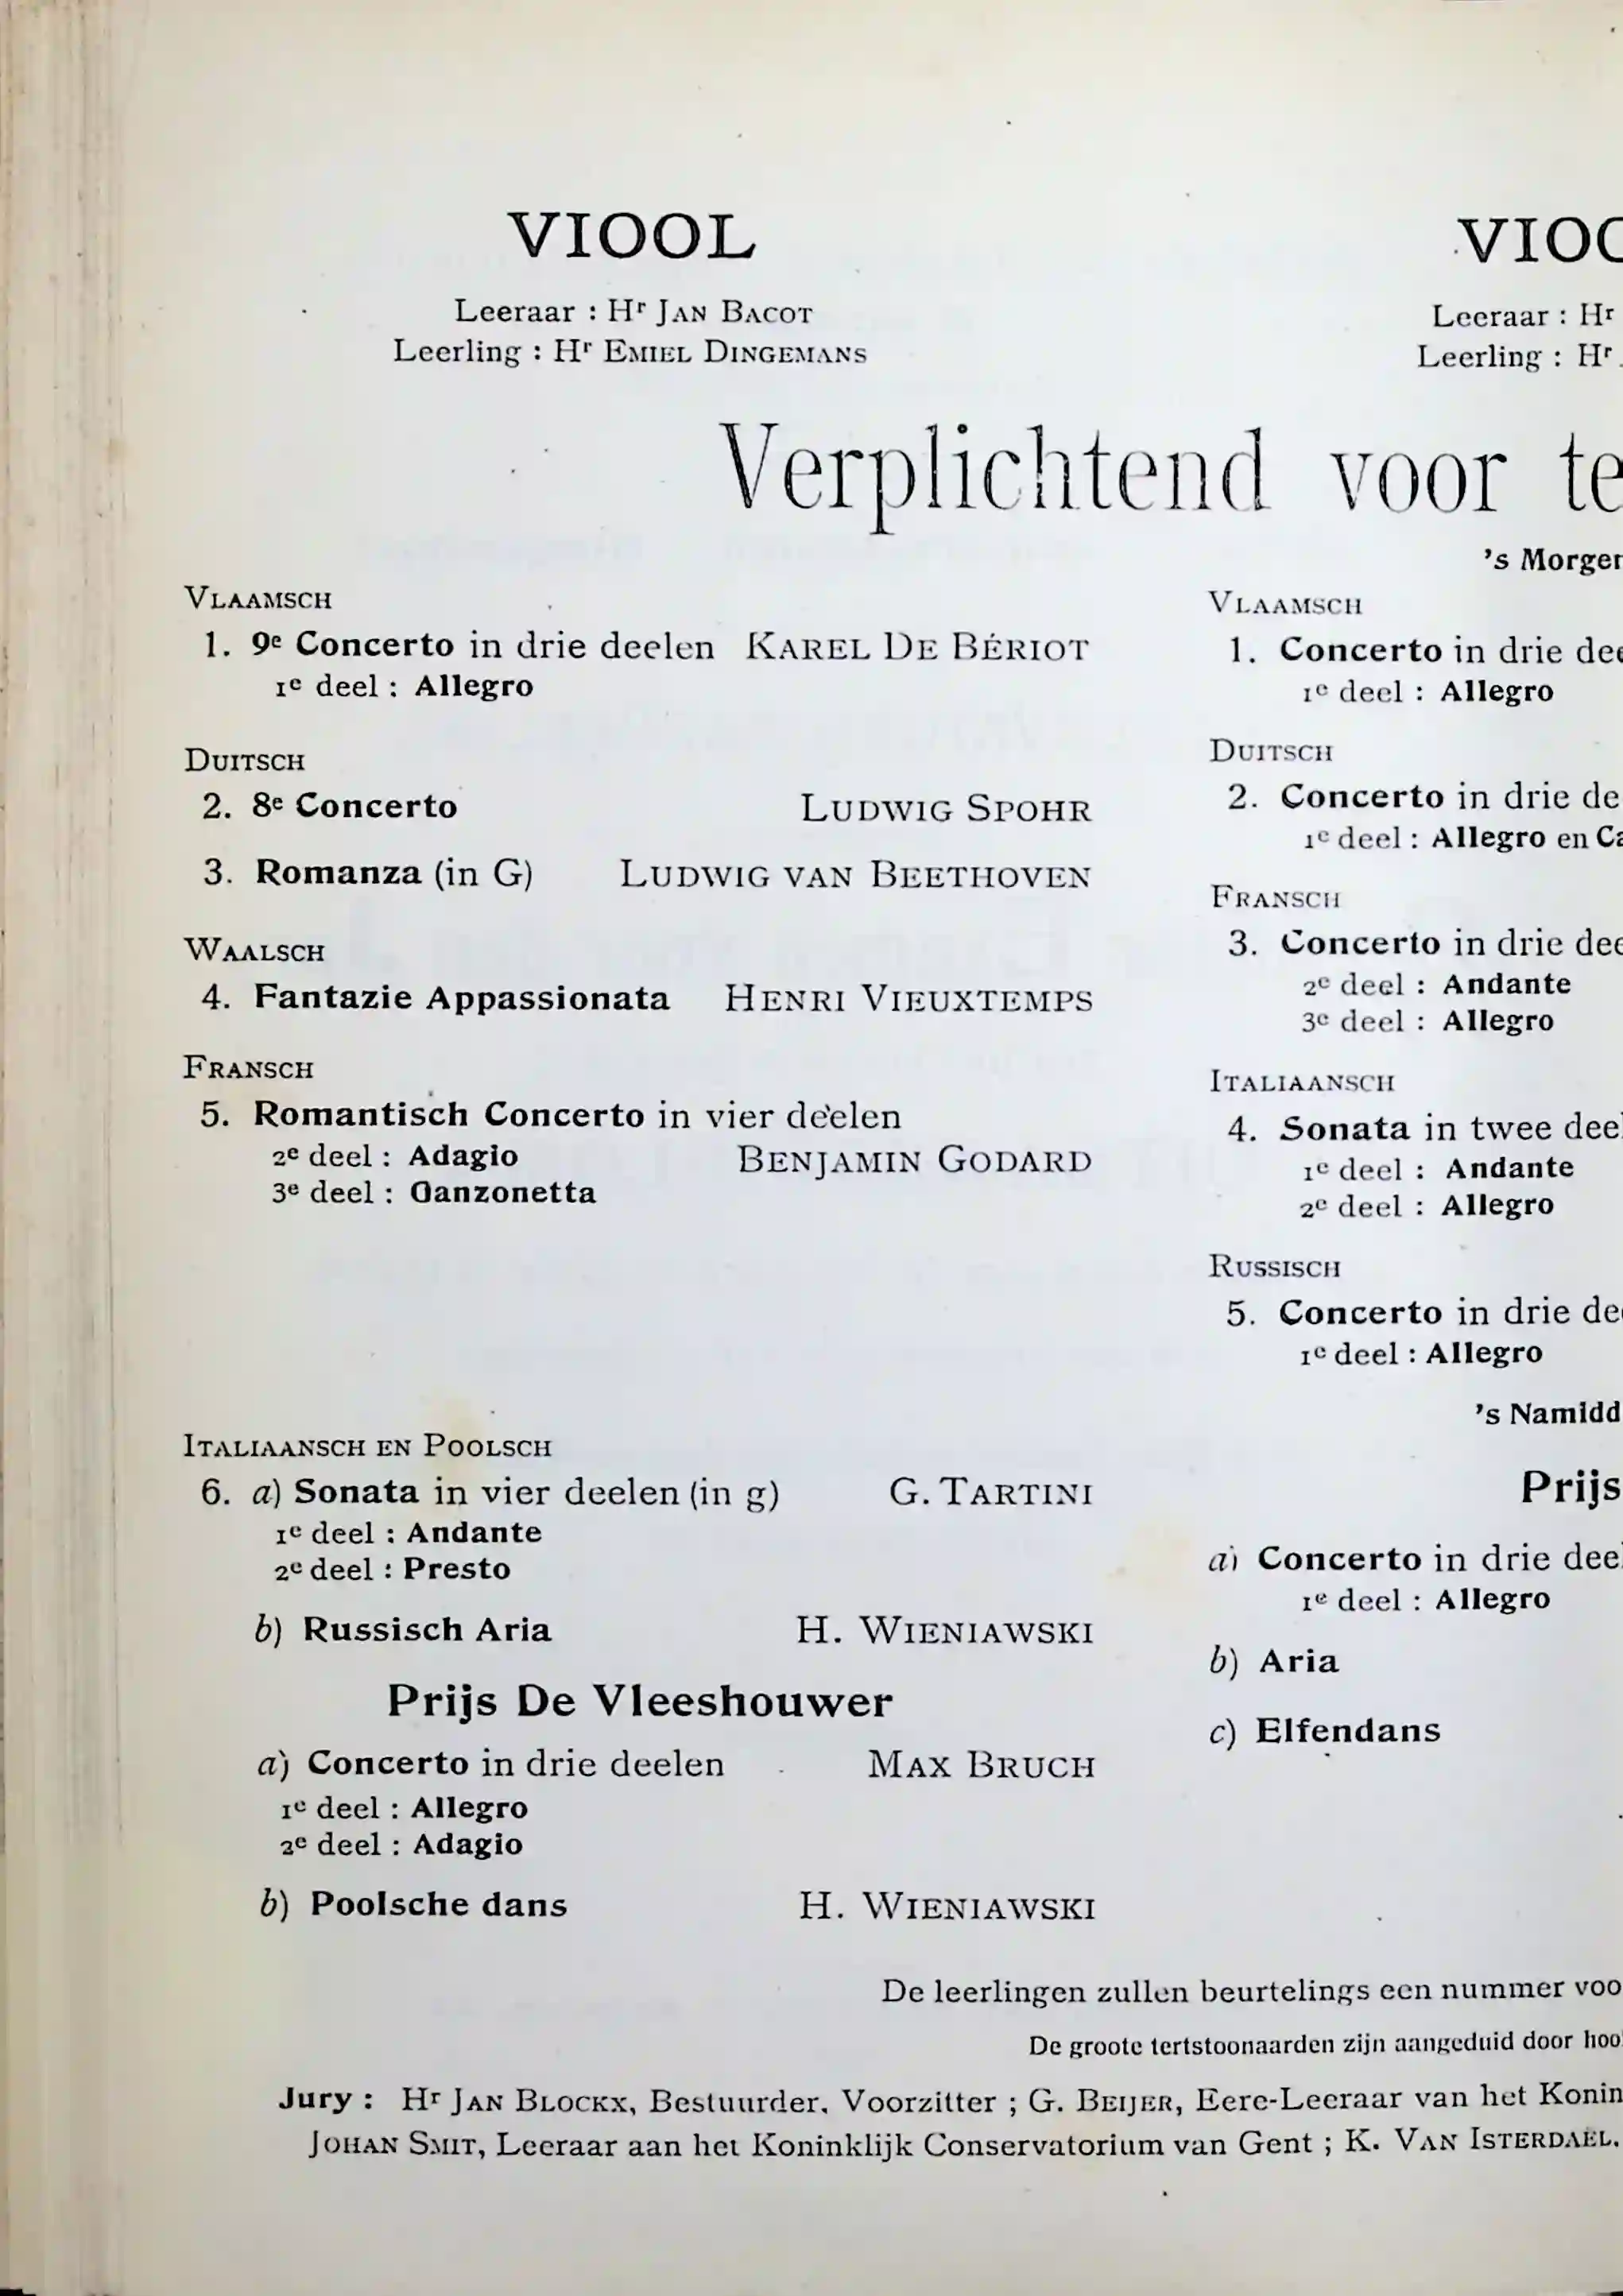 VIOOL
Leeraar : Hr JAN BACOT
Leerling : Hr EMIEL DINGEMANS
VIOO
Leeraar : Hr
Leerling : Hr
Verplichtend voor te
's Morgen
VLAAMSCH
1. 9e Concerto in drie deelen KAREL DE BÉRIOT
1e deel : Allegro
DUITSCH
2. 8e Concerto LUDWIG SPOHR
3. Romanza (in G) LUDWIG VAN BEETHOVEN
WAALSCH
4. Fantazie Appassionata HENRI VIEUXTEMPS
FRANSCH
5. Romantisch Concerto in vier deelen
2e deel : Adagio BENJAMIN GODARD
3e deel : Canzonetta
ITALIAANSCH EN POOLSCH
6. a) Sonata in vier deelen (in g) G. TARTINI
1e deel : Andante
2e deel : Presto
b) Russisch Aria H. WIENIAWSKI
Prijs De Vleeshouwer
a) Concerto in drie deelen MAX BRUCH
1e deel : Allegro
2e deel : Adagio
b) Poolsche dans H. WIENIAWSKI
VLAAMSCH
1. Concerto in drie dee
1e deel : Allegro
DUITSCH
2. Concerto in drie de
1e deel : Allegro en Ca
FRANSCH
3. Concerto in drie dee
2e deel : Andante
3e deel : Allegro
ITALIAANSCH
4. Sonata in twee dee
1e deel : Andante
2e deel : Allegro
RUSSISCH
5. Concerto in drie de
1e deel : Allegro
's Namidd
Prijs
a) Concerto in drie dee
1e deel : Allegro
b) Aria
c) Elfendans
De leerlingen zullen beurtelings een nummer voo
De groote tertstoonaarden zijn aangeduid door hoo
Jury : Hr JAN BLOCKX, Bestuurder, Voorzitter ; G. BEIJER, Eere-Leeraar van het Konin
JOHAN SMIT, Leeraar aan het Koninklijk Conservatorium van Gent ; K. VAN ISTERDAËL,